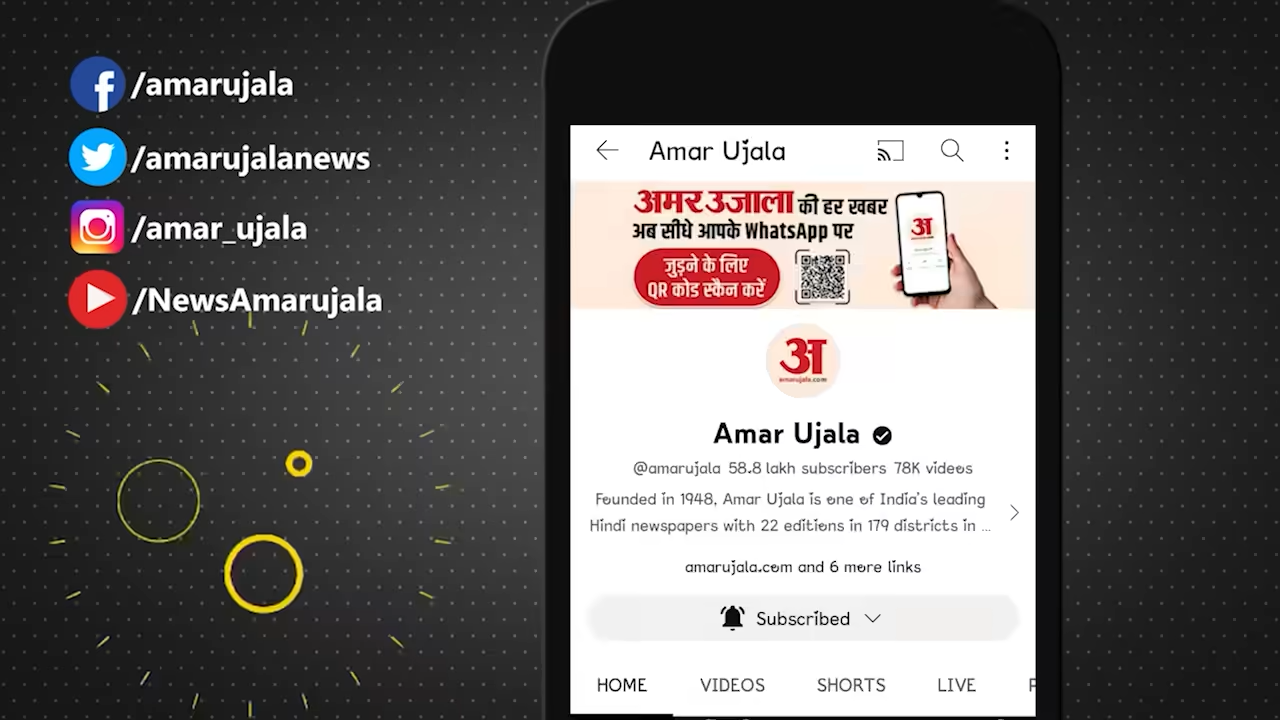 /amarujala
/amarujalanews
/amar_ujala
/NewsAmarujala
Amar Ujala
अमर उजाला की हर खबर
अब सीधे आपके WhatsApp पर
जुड़ने के लिए
QR कोड स्कैन करें
अ
अ
amarujala.com
Amar Ujala
@amarujala 58.8 lakh subscribers 78K videos
Founded in 1948, Amar Ujala is one of India's leading
Hindi newspapers with 22 editions in 179 districts in ...
amarujala.com and 6 more links
Subscribed
HOME VIDEOS SHORTS LIVE